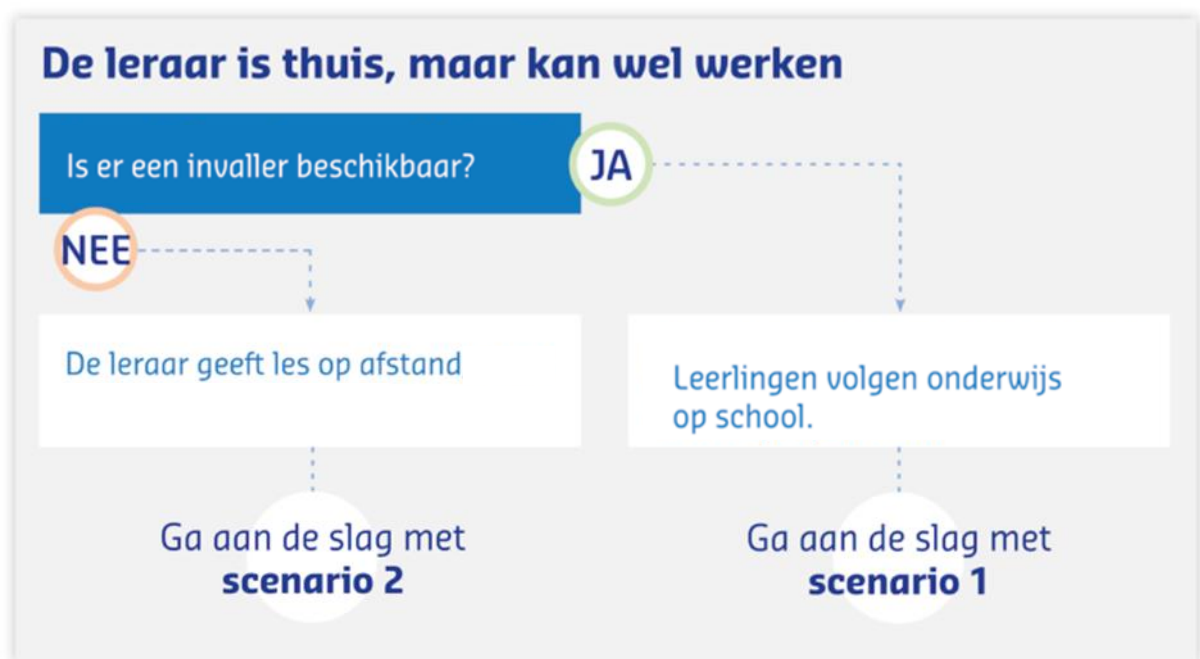 De leraar is thuis, maar kan wel werken
Is er een invaller beschikbaar?
JA
NEE
De leraar geeft les op afstand
Leerlingen volgen onderwijs
op school.
Ga aan de slag met
scenario 2
Ga aan de slag met
scenario 1